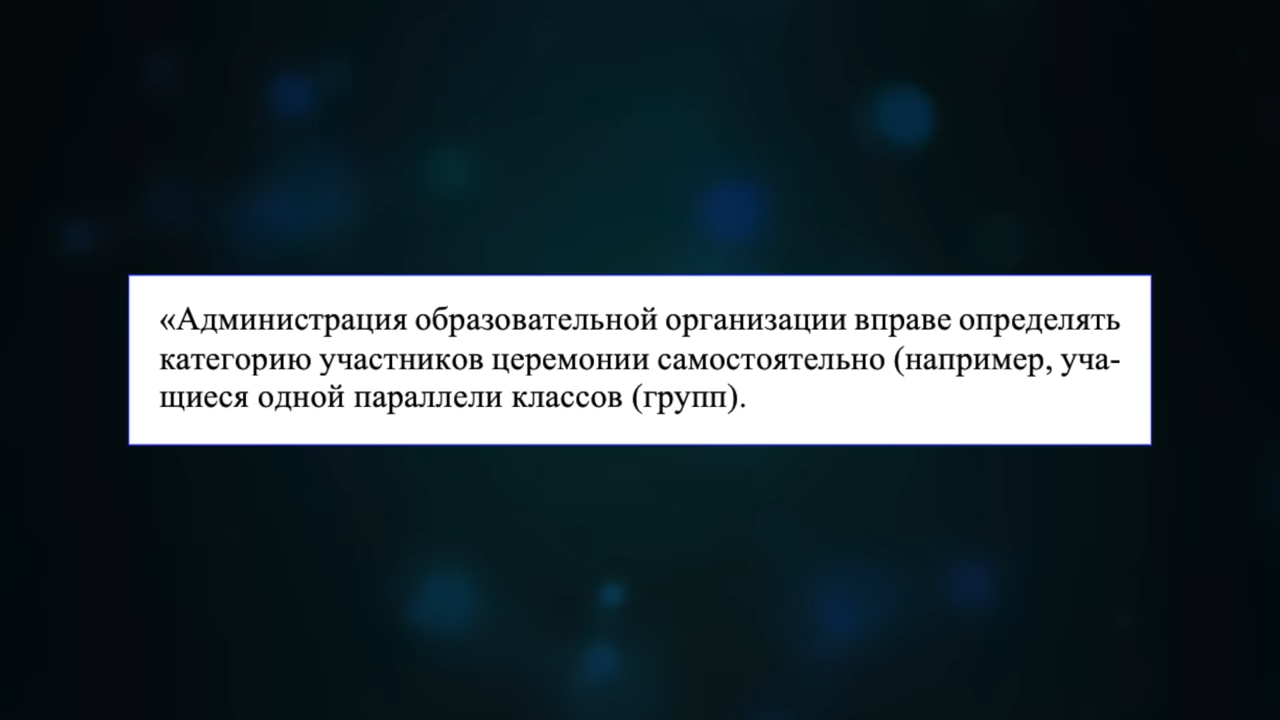 «Администрация образовательной организации вправе определять
категорию участников церемонии самостоятельно (например, уча-
щиеся одной параллели классов (групп).